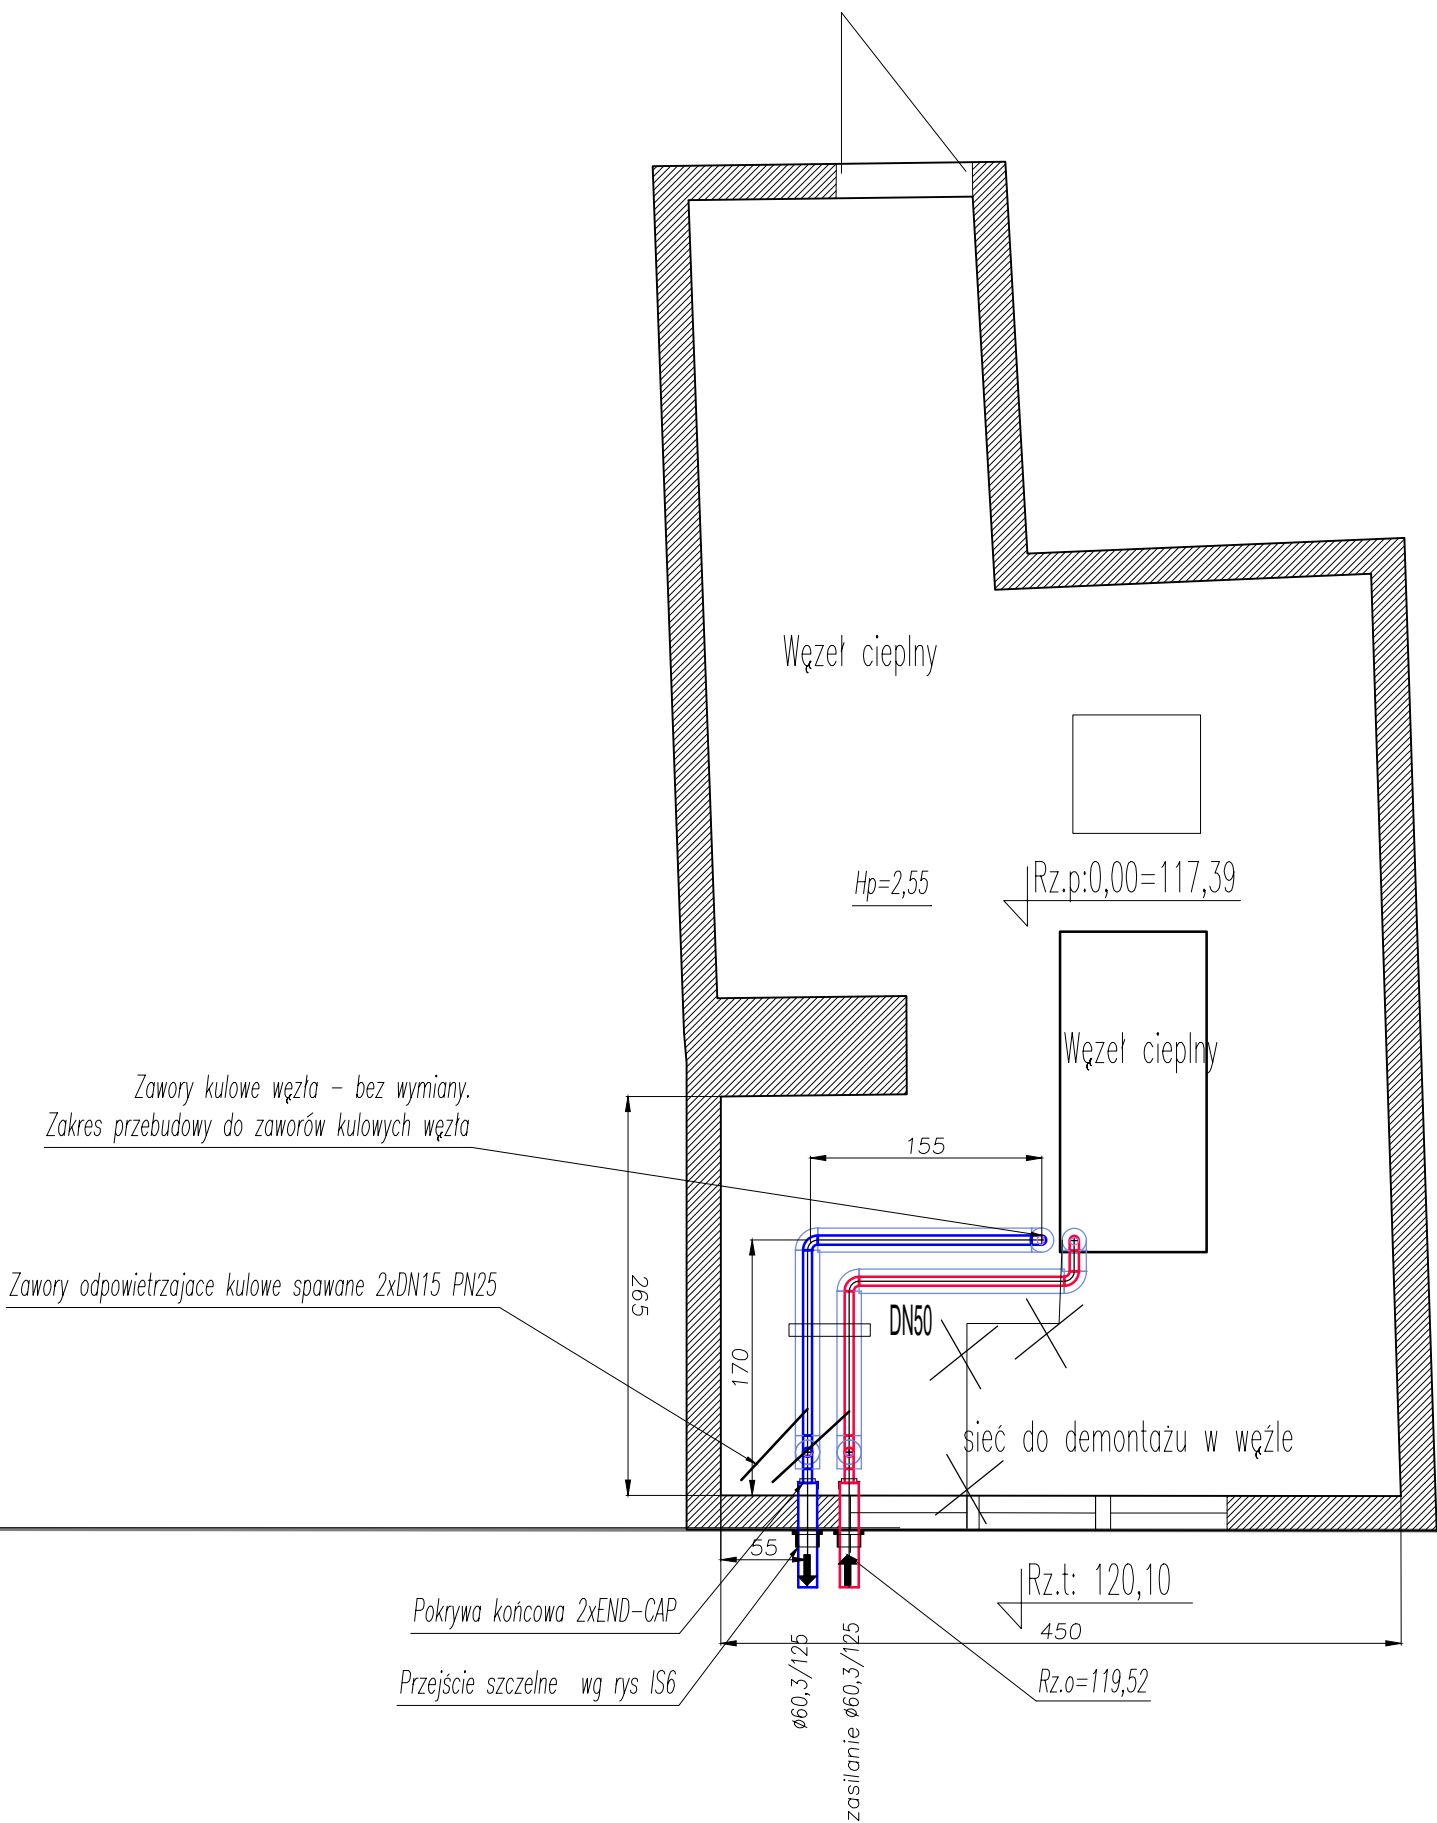 Węzeł cieplny
Hp=2,55
Rz.p:0,00=117,39
Węzeł cieplny
Zawory kulowe węzła – bez wymiany.
Zakres przebudowy do zaworów kulowych węzła
155
Zawory odpowietrzajace kulowe spawane 2xDN15 PN25
265
170
DN50
sieć do demontażu w węźle
55
Rz.t: 120,10
Pokrywa końcowa 2xEND-CAP
450
Przejście szczelne wg rys IS6
Rz.o=119,52
ø60,3/125
zasilanie ø60,3/125